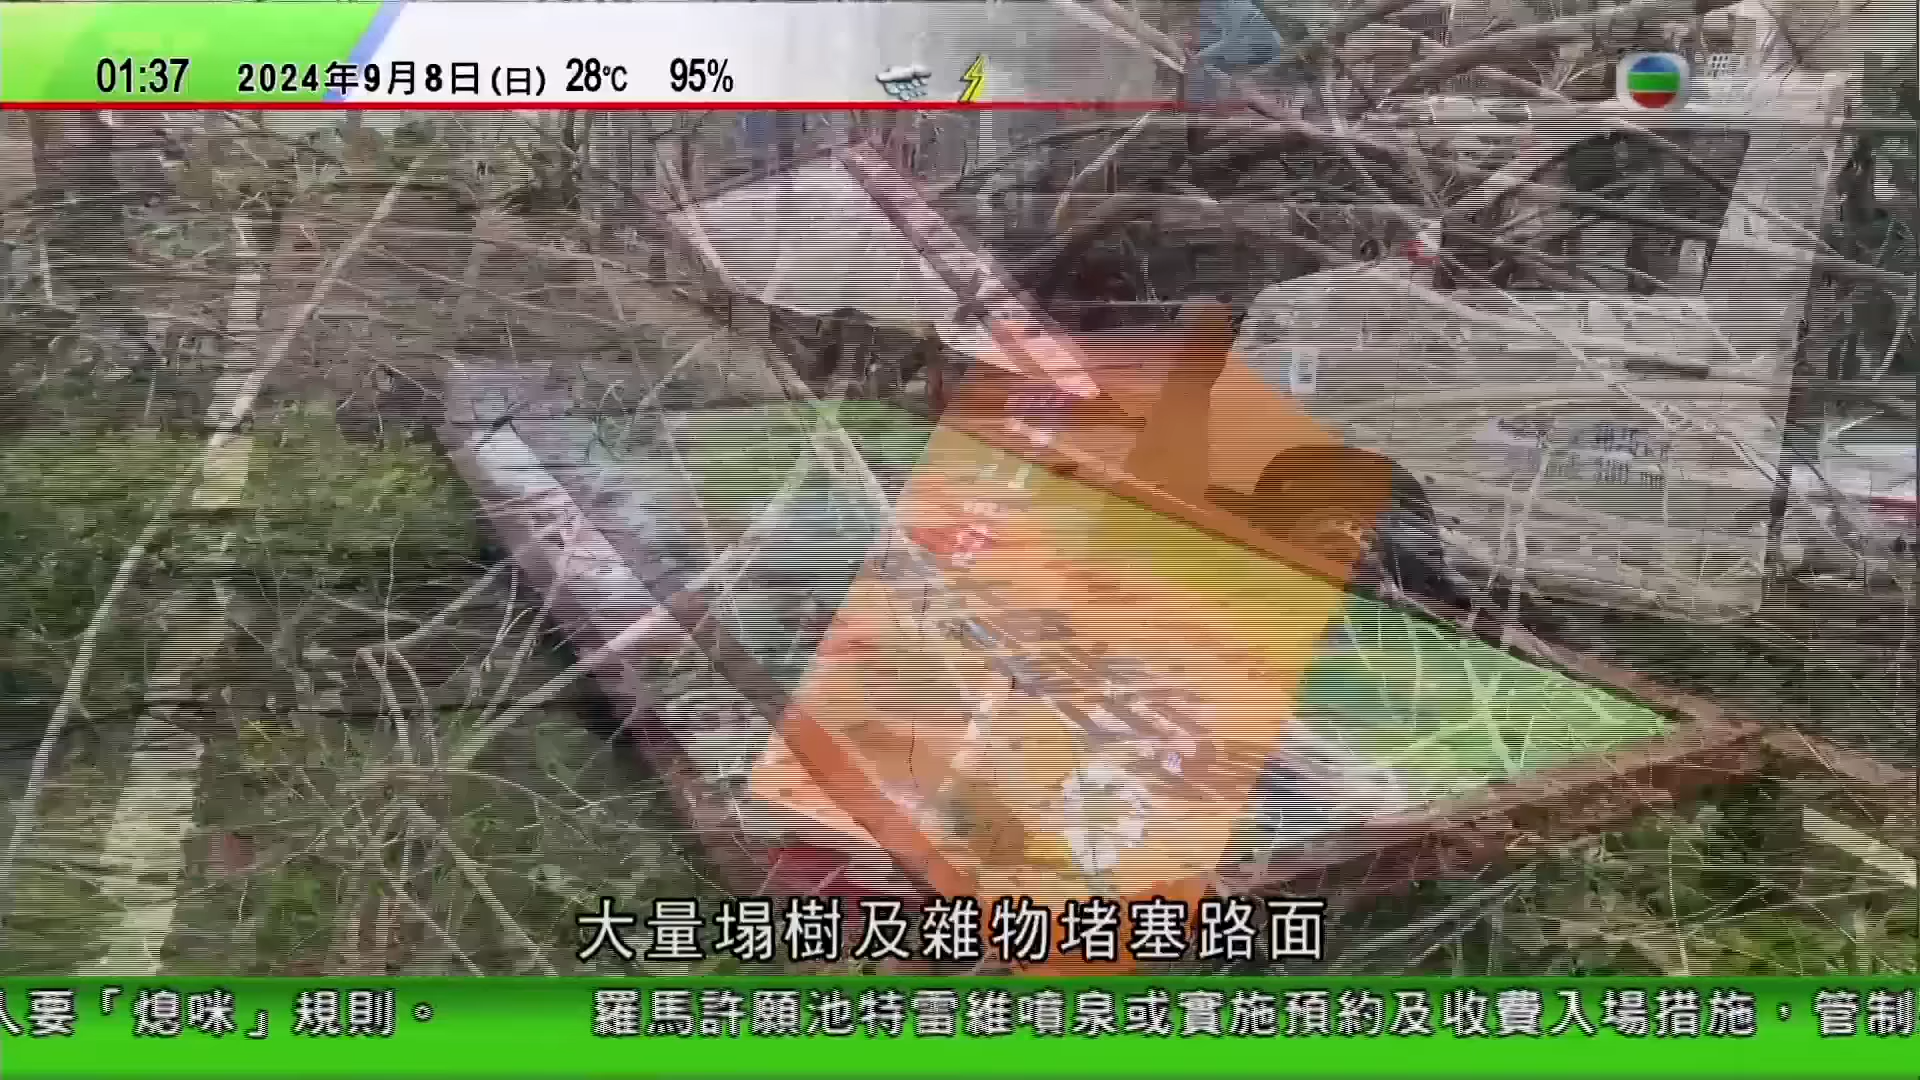 01:37 2024年9月8日(日) 28℃ 95%
大量塌樹及雜物堵塞路面
人要「熄咪」規則。 羅馬許願池特雷維噴泉或實施預約及收費入場措施，管制